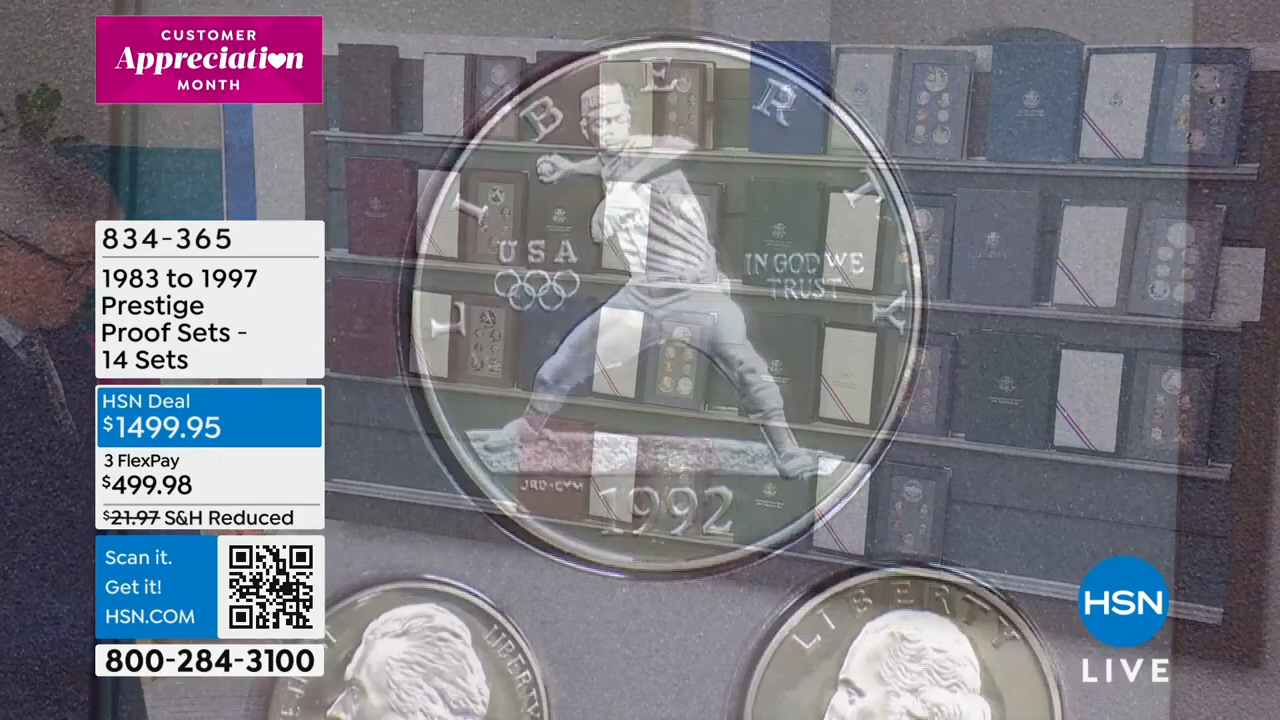 CUSTOMER
Appreciation
MONTH
834-365
1983 to 1997
Prestige
Proof Sets -
14 Sets
HSN Deal
$1499.95
3 FlexPay
$499.98
$21.97 S&H Reduced
Scan it.
Get it!
HSN.COM
800-284-3100
LIBERTY
USA
IN GOD WE
TRUST
1992
LIBERTY
LIBERTY
HSN
LIVE